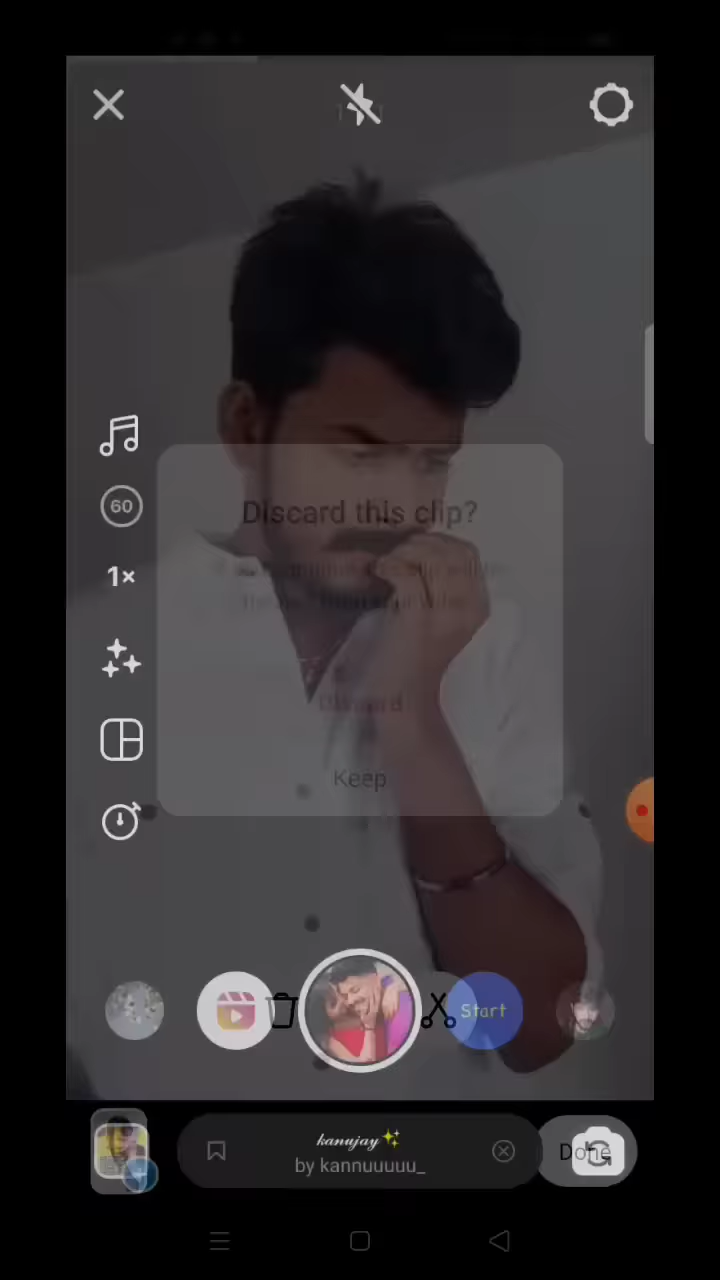 Discard this clip?
60
1×
Discard
Keep
Start
kanujay✨
by kannuuuuu_
Done